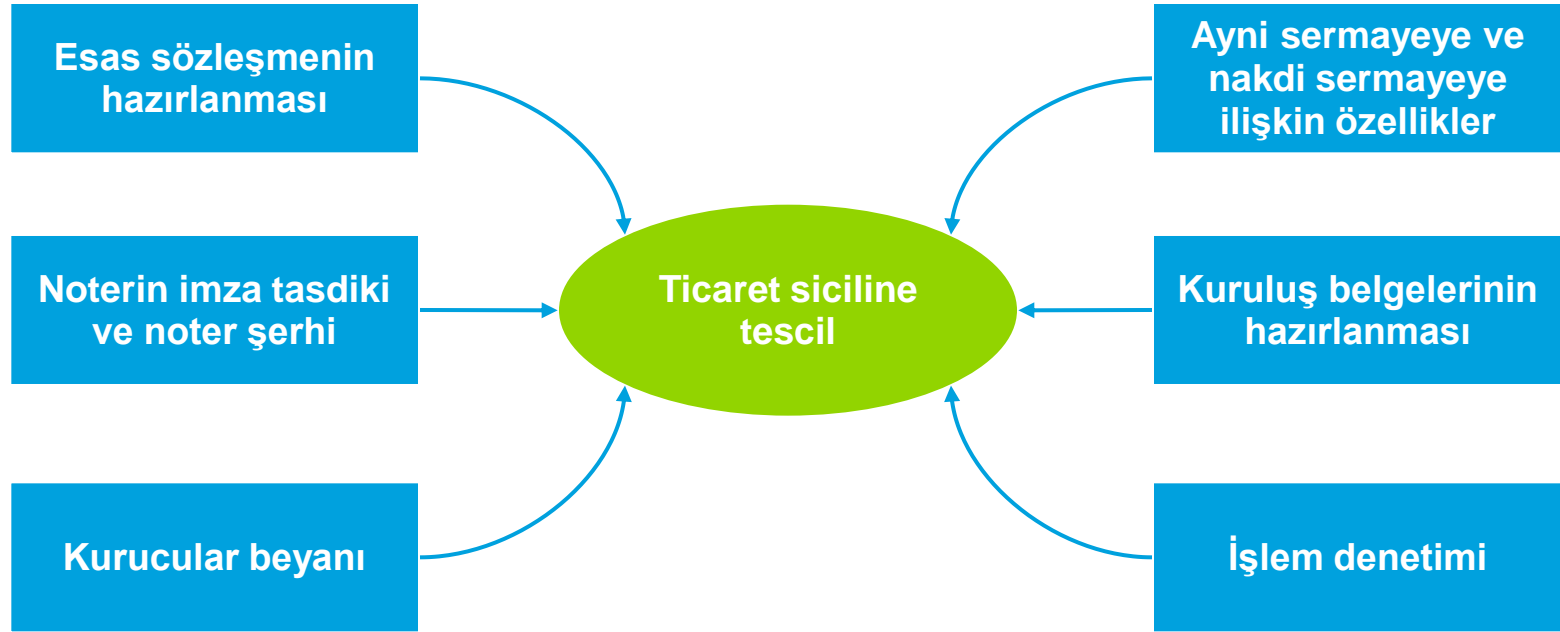 Esas sözleşmenin
hazırlanması
Ayni sermayeye ve
nakdi sermayeye
ilişkin özellikler
Noterin imza tasdiki
ve noter şerhi
Ticaret siciline
tescil
Kuruluş belgelerinin
hazırlanması
Kurucular beyanı
İşlem denetimi